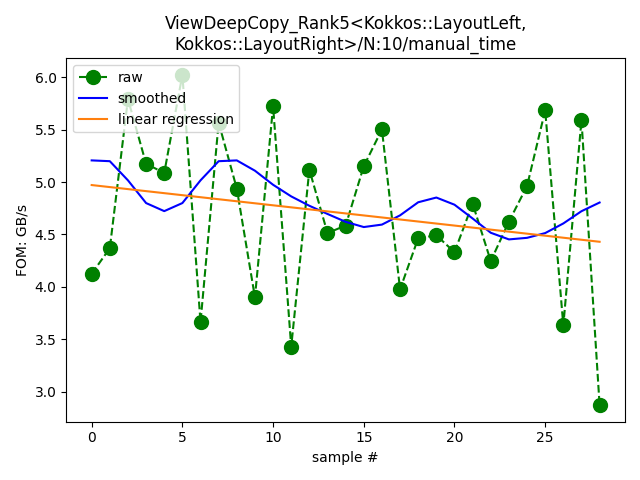 ViewDeepCopy_Rank5<Kokkos::LayoutLeft,
Kokkos::LayoutRight>/N:10/manual_time
raw
smoothed
linear regression
FOM: GB/s
6.0
5.5
5.0
4.5
4.0
3.5
3.0
0
5
10
15
20
25
sample #